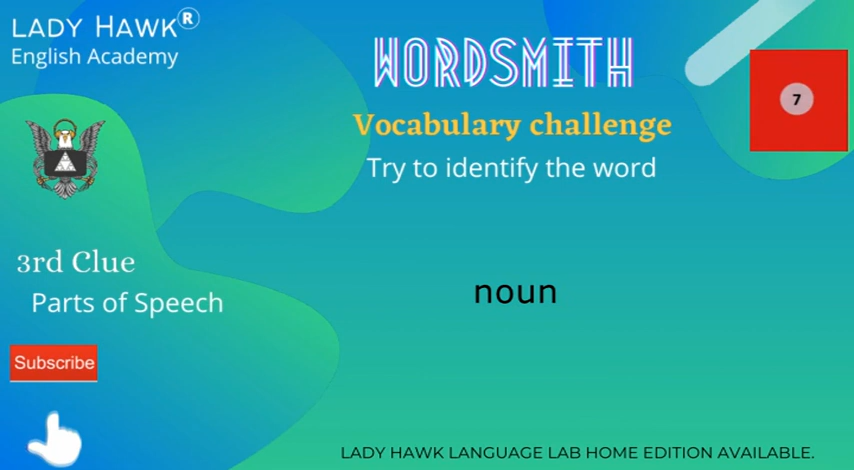 LADY HAWK®
English Academy
WORDSMITH
Vocabulary challenge
Try to identify the word
7
3rd Clue
Parts of Speech
noun
Subscribe
LADY HAWK LANGUAGE LAB HOME EDITION AVAILABLE.